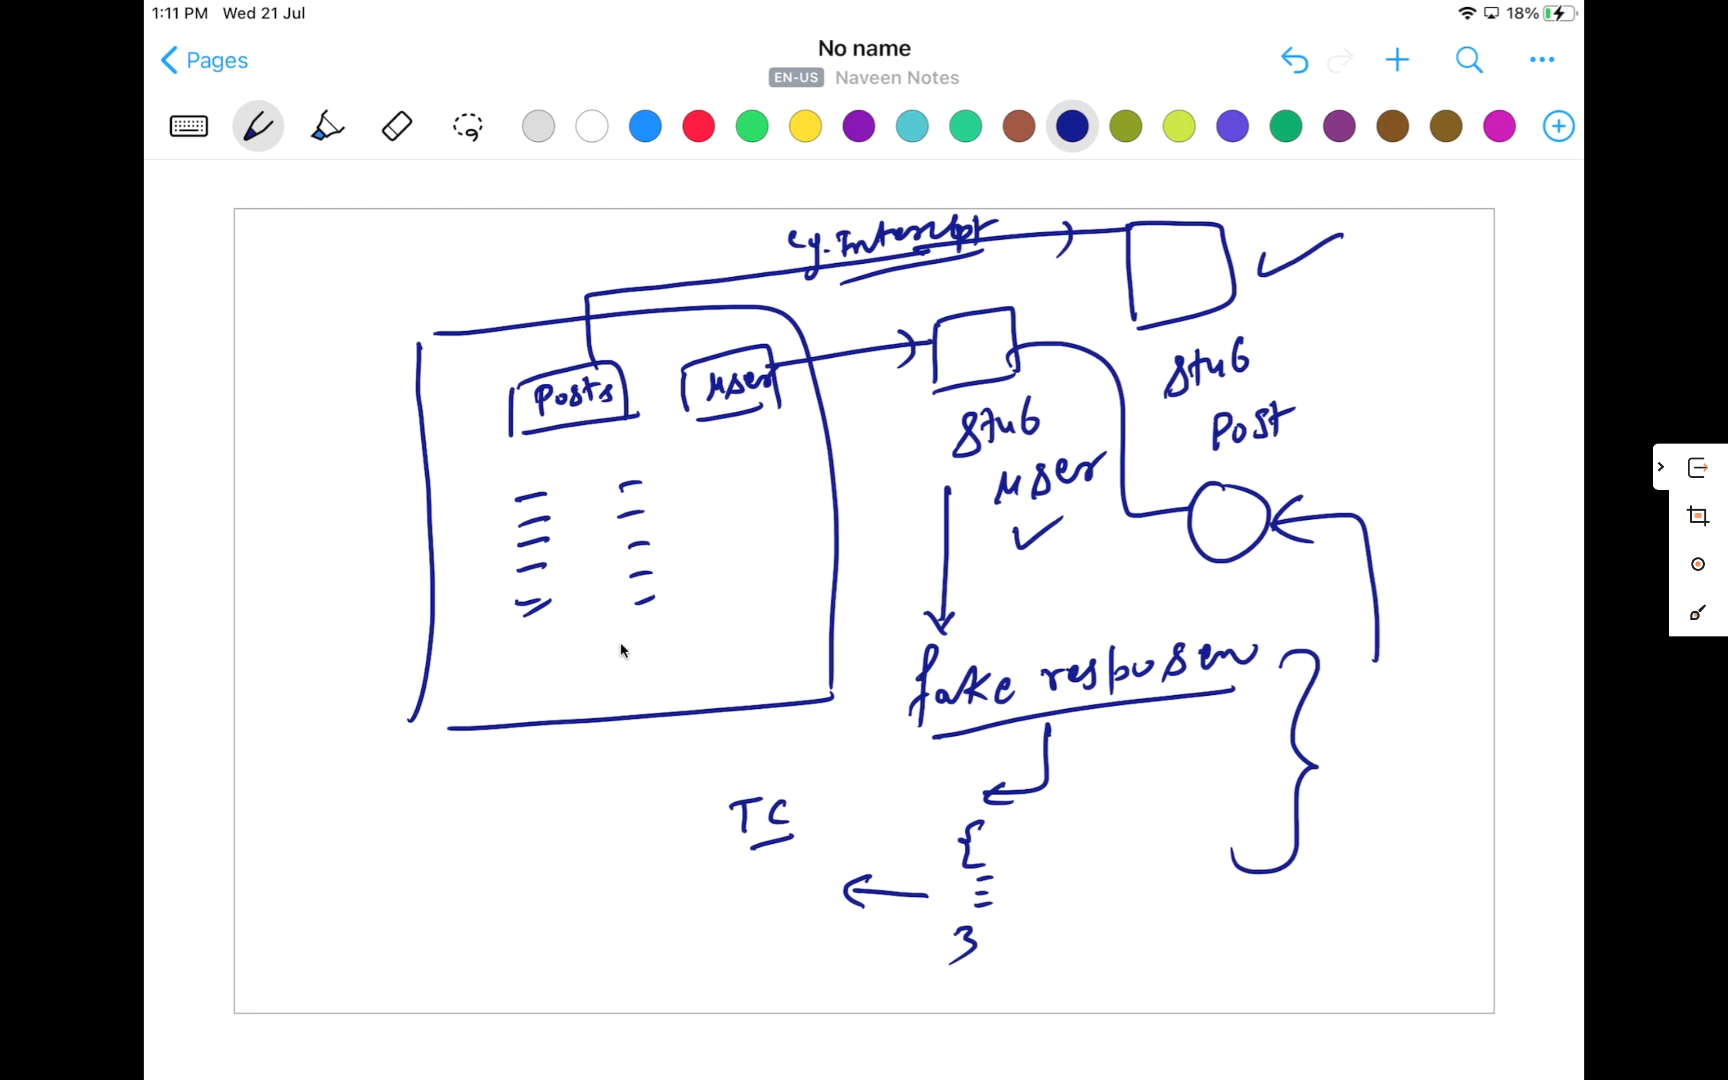 1:11 PM Wed 21 Jul
18%
Pages
No name
EN-US Naveen Notes
cy.Intercept
Posts
user
Stub
user
Stub
Post
fake
TC
{
}